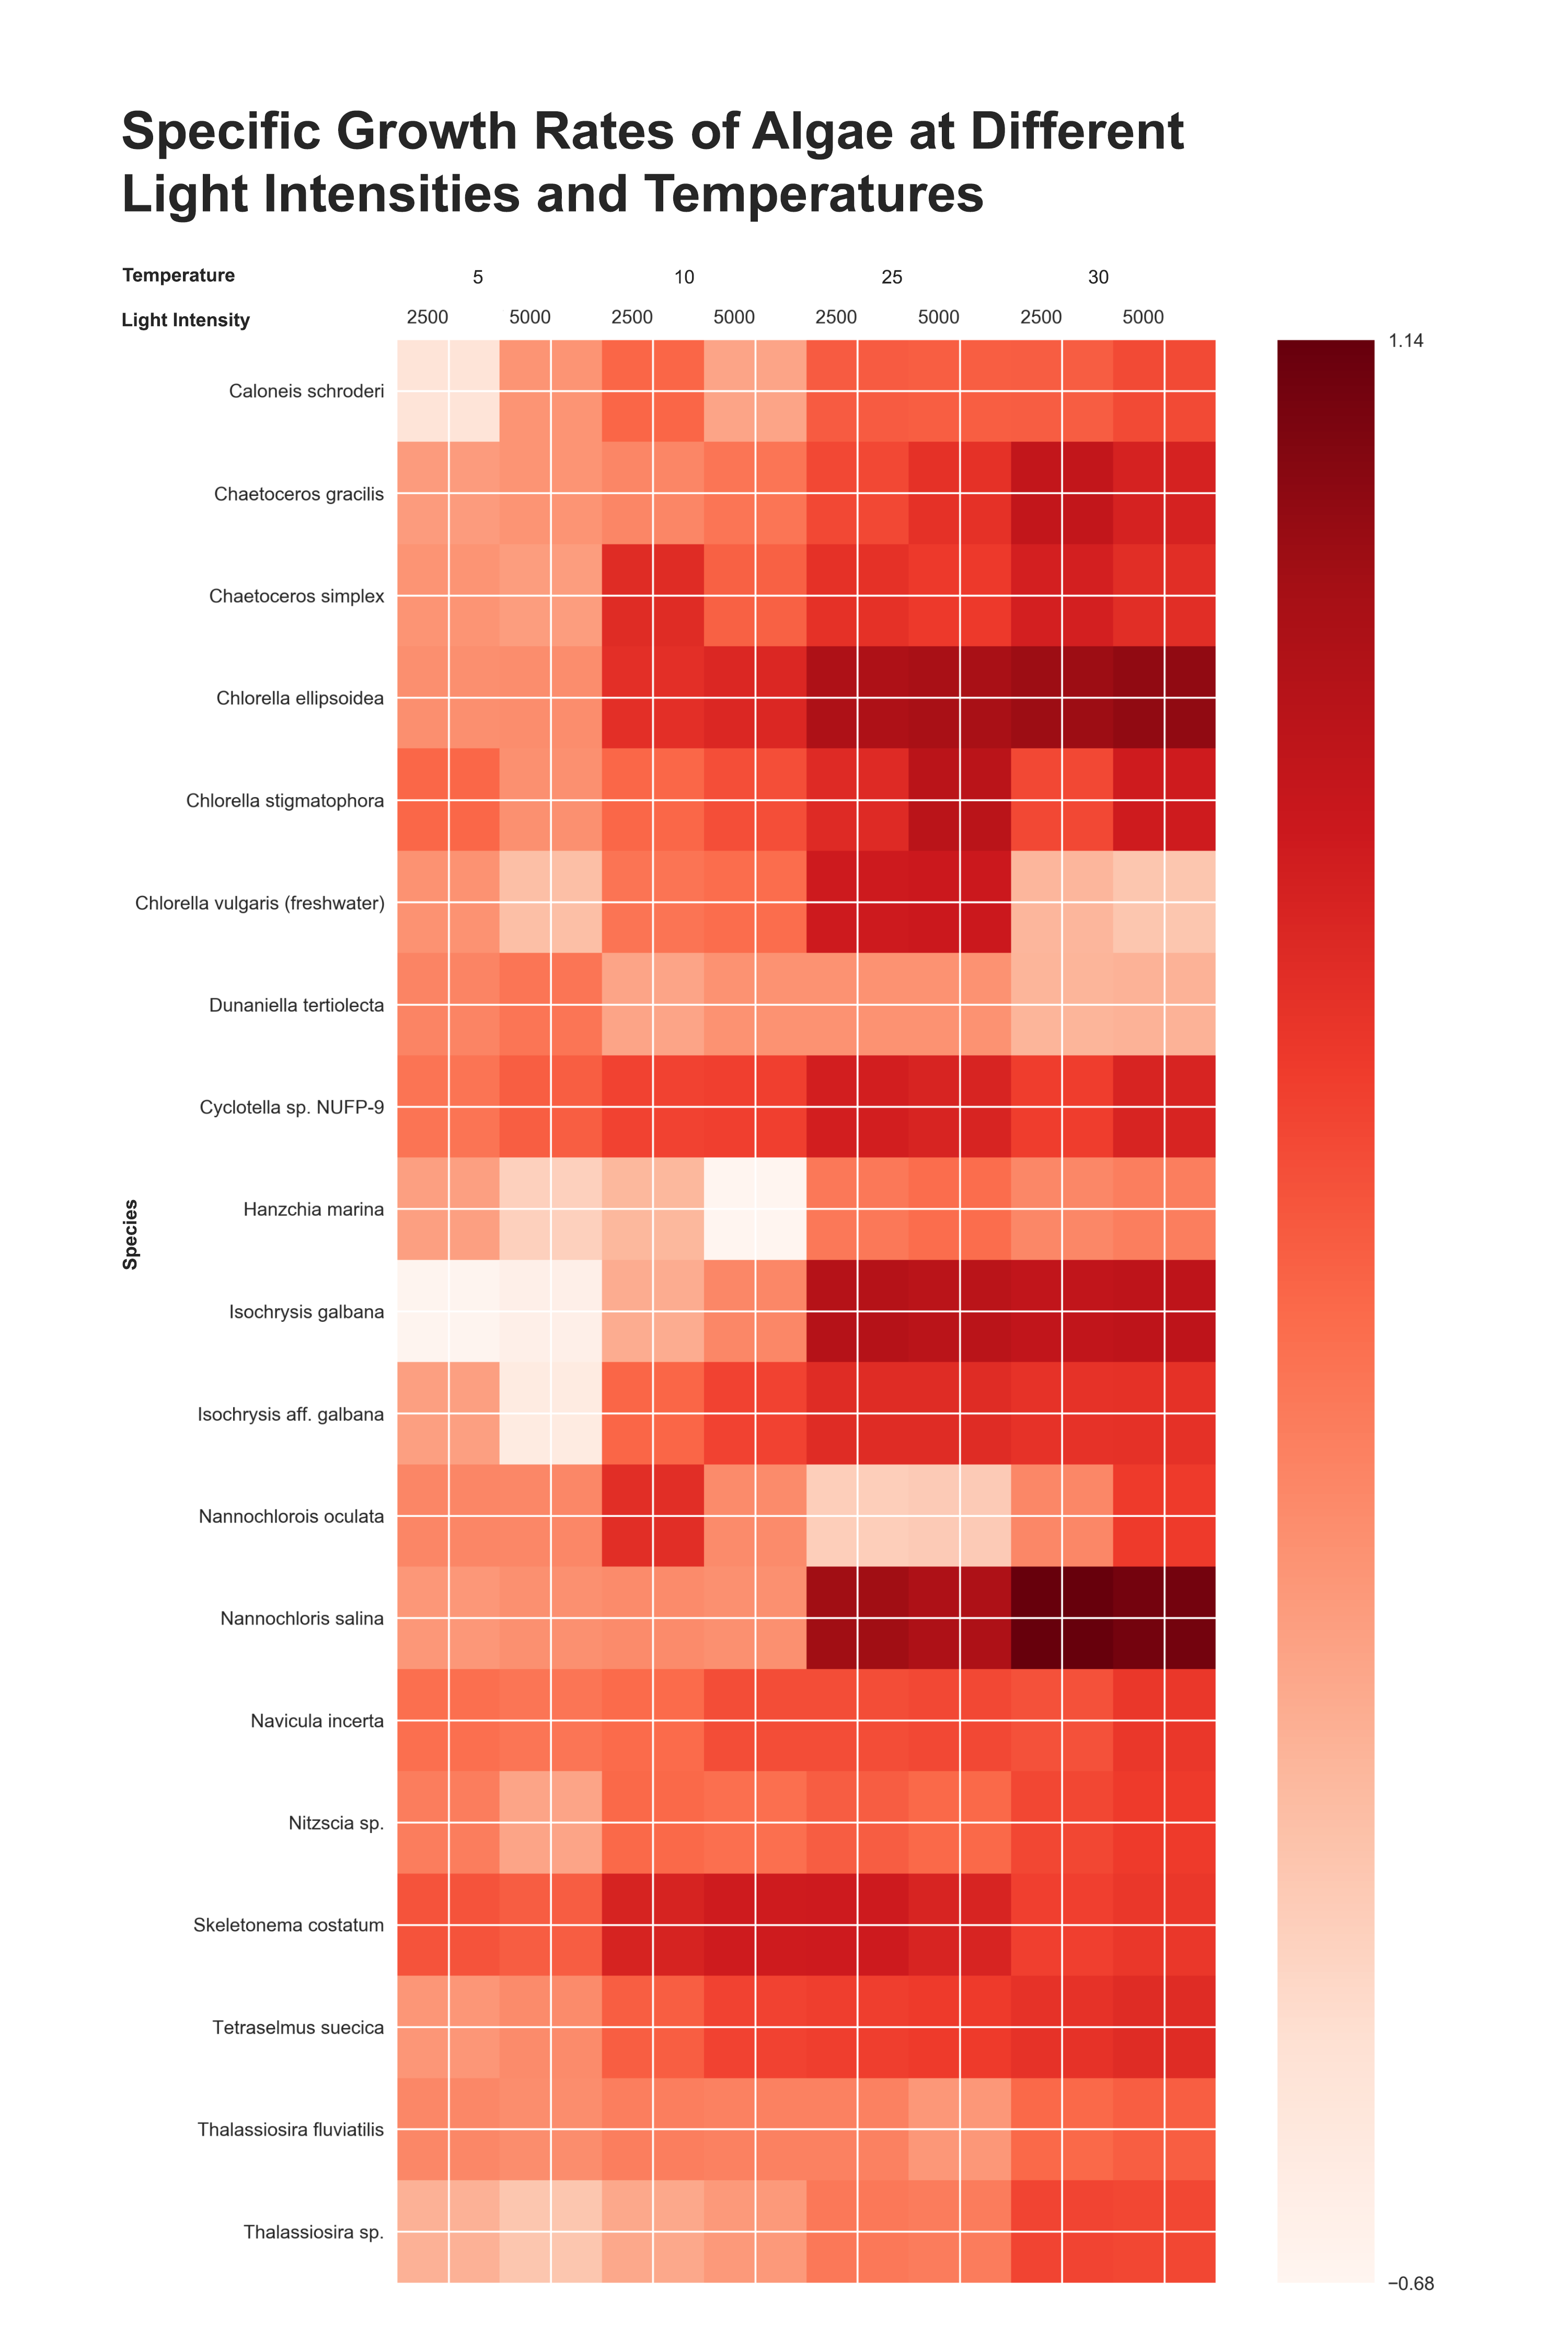 Specific Growth Rates of Algae at Different
Light Intensities and Temperatures
Temperature 5 10 25 30
Light Intensity 2500 5000 2500 5000 2500 5000 2500 5000
1.14
Caloneis schroderi
Chaetoceros gracilis
Chaetoceros simplex
Chlorella ellipsoidea
Chlorella stigmatophora
Chlorella vulgaris (freshwater)
Dunaniella tertiolecta
Cyclotella sp. NUFP-9
Hanzchia marina
Species
Isochrysis galbana
Isochrysis aff. galbana
Nannochlorois oculata
Nannochloris salina
Navicula incerta
Nitzscia sp.
Skeletonema costatum
Tetraselmus suecica
Thalassiosira fluviatilis
Thalassiosira sp.
−0.68